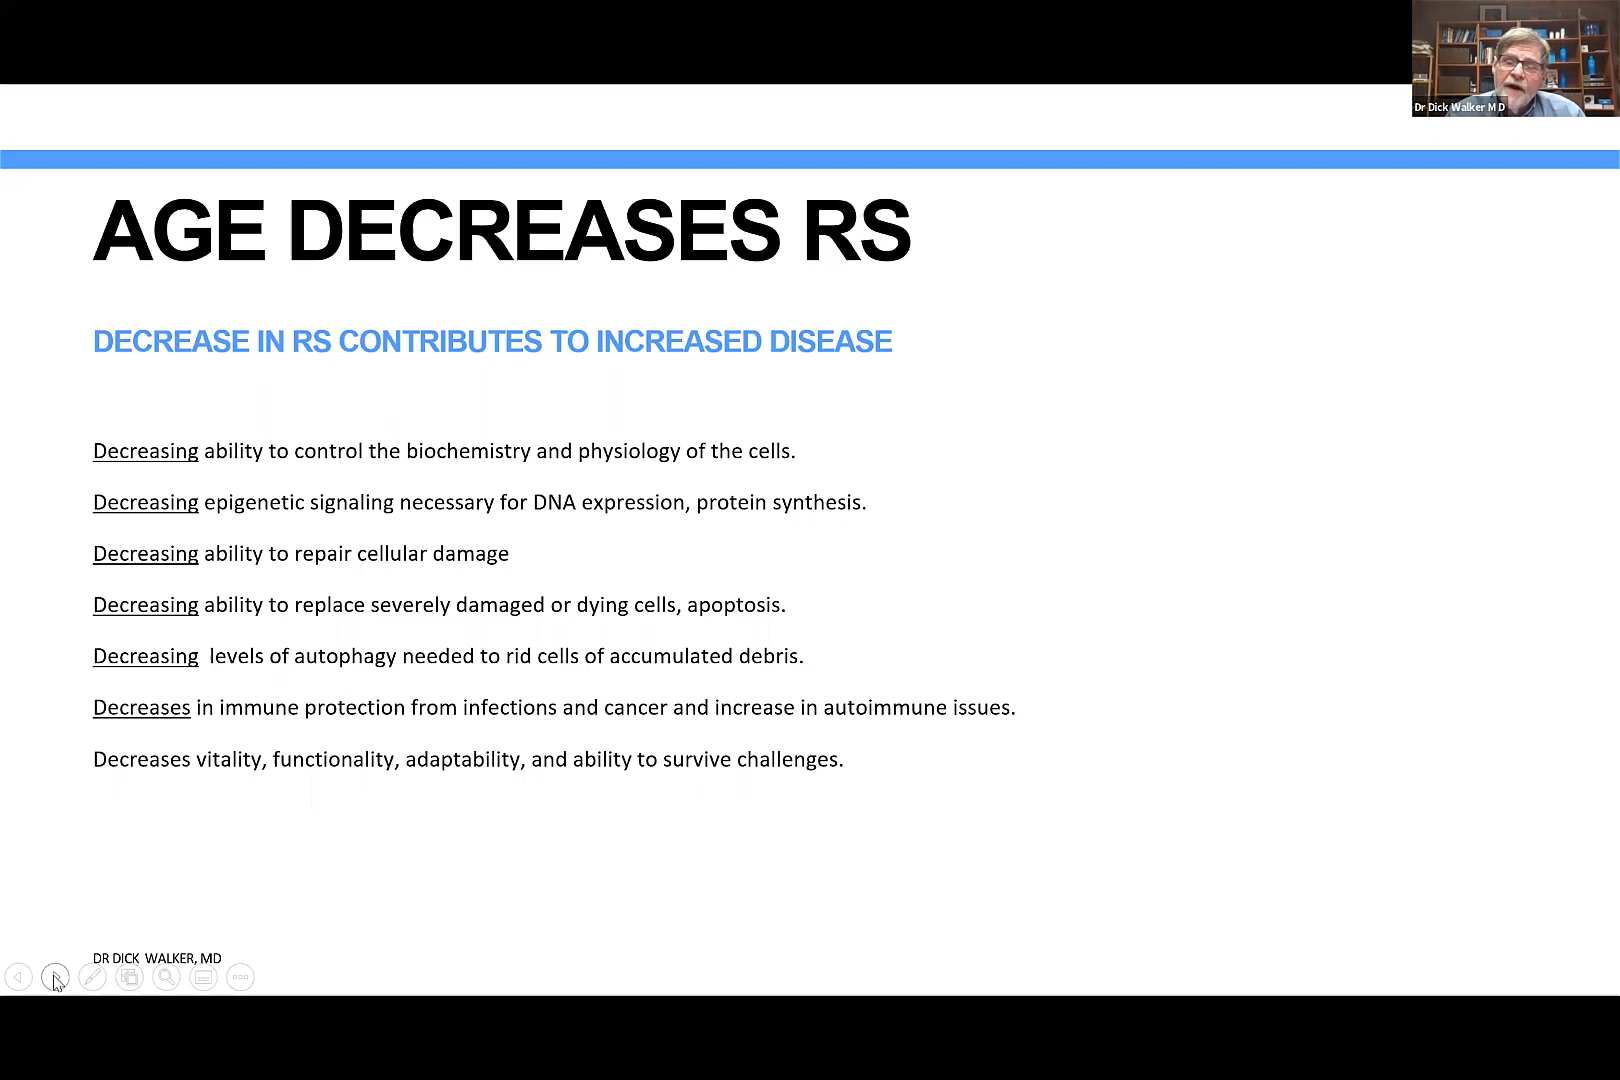 Dr Dick Walker MD
AGE DECREASES RS
DECREASE IN RS CONTRIBUTES TO INCREASED DISEASE
Decreasing ability to control the biochemistry and physiology of the cells.
Decreasing epigenetic signaling necessary for DNA expression, protein synthesis.
Decreasing ability to repair cellular damage
Decreasing ability to replace severely damaged or dying cells, apoptosis.
Decreasing  levels of autophagy needed to rid cells of accumulated debris.
Decreases in immune protection from infections and cancer and increase in autoimmune issues.
Decreases vitality, functionality, adaptability, and ability to survive challenges.
DR DICK WALKER, MD